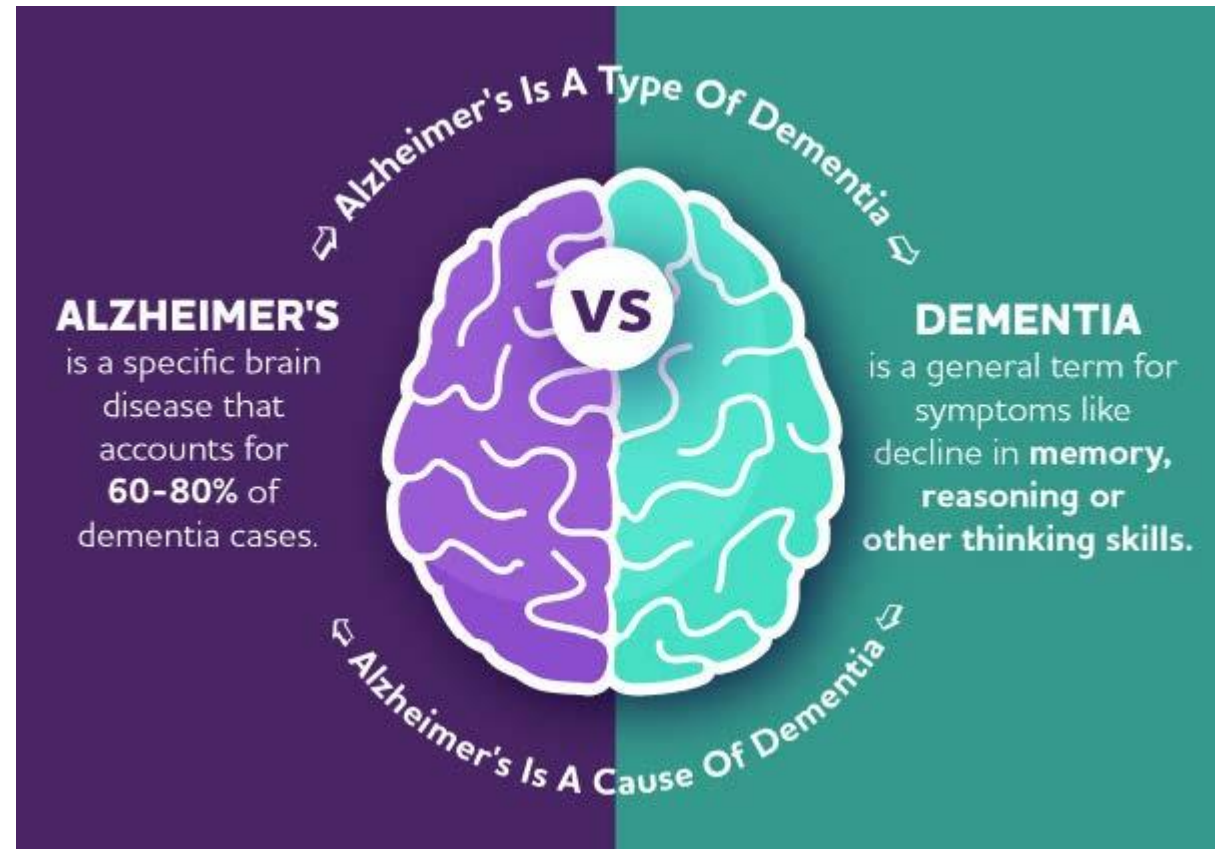 Alzheimer's Is A Type Of Dementia
VS
ALZHEIMER'S
is a specific brain
disease that
accounts for
60-80% of
dementia cases.
DEMENTIA
is a general term for
symptoms like
decline in memory,
reasoning or
other thinking skills.
Alzheimer's Is A Cause Of Dementia